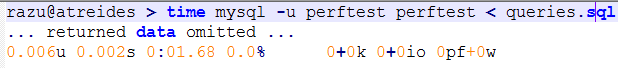 razu@atreides > time mysql -u perftest perftest < queries.sql
... returned data omitted ...
0.006u 0.002s 0:01.68 0.0% 0+0k 0+0io 0pf+0w